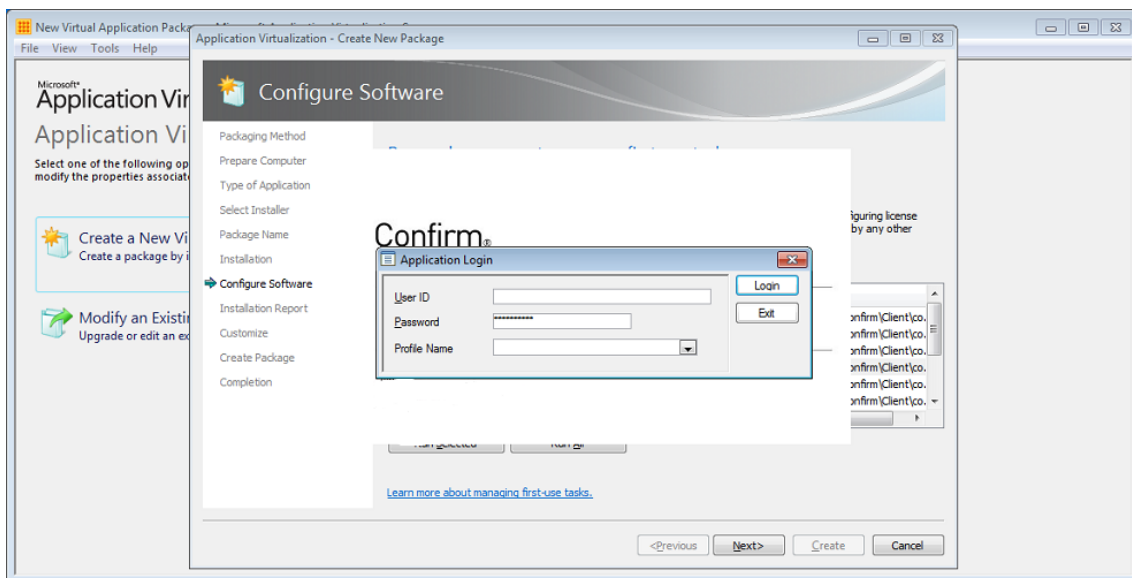 New Virtual Application Packa
File View Tools Help
Microsoft®
Application Vir
Application Vi
Select one of the following op
modify the properties associat
Create a New Vi
Create a package by i
Modify an Existi
Upgrade or edit an ex
Application Virtualization - Create New Package
Configure Software
Packaging Method
Prepare Computer
Type of Application
Select Installer
Package Name
Installation
Configure Software
Installation Report
Customize
Create Package
Completion
iguring license
by any other
Confirm®
Application Login
User ID
Password
**********
Profile Name
Login
Exit
onfirm\Client\co.
onfirm\Client\co.
onfirm\Client\co.
onfirm\Client\co.
onfirm\Client\co.
onfirm\Client\co.
Run Selected
Run All
Learn more about managing first-use tasks.
<Previous
Next>
Create
Cancel